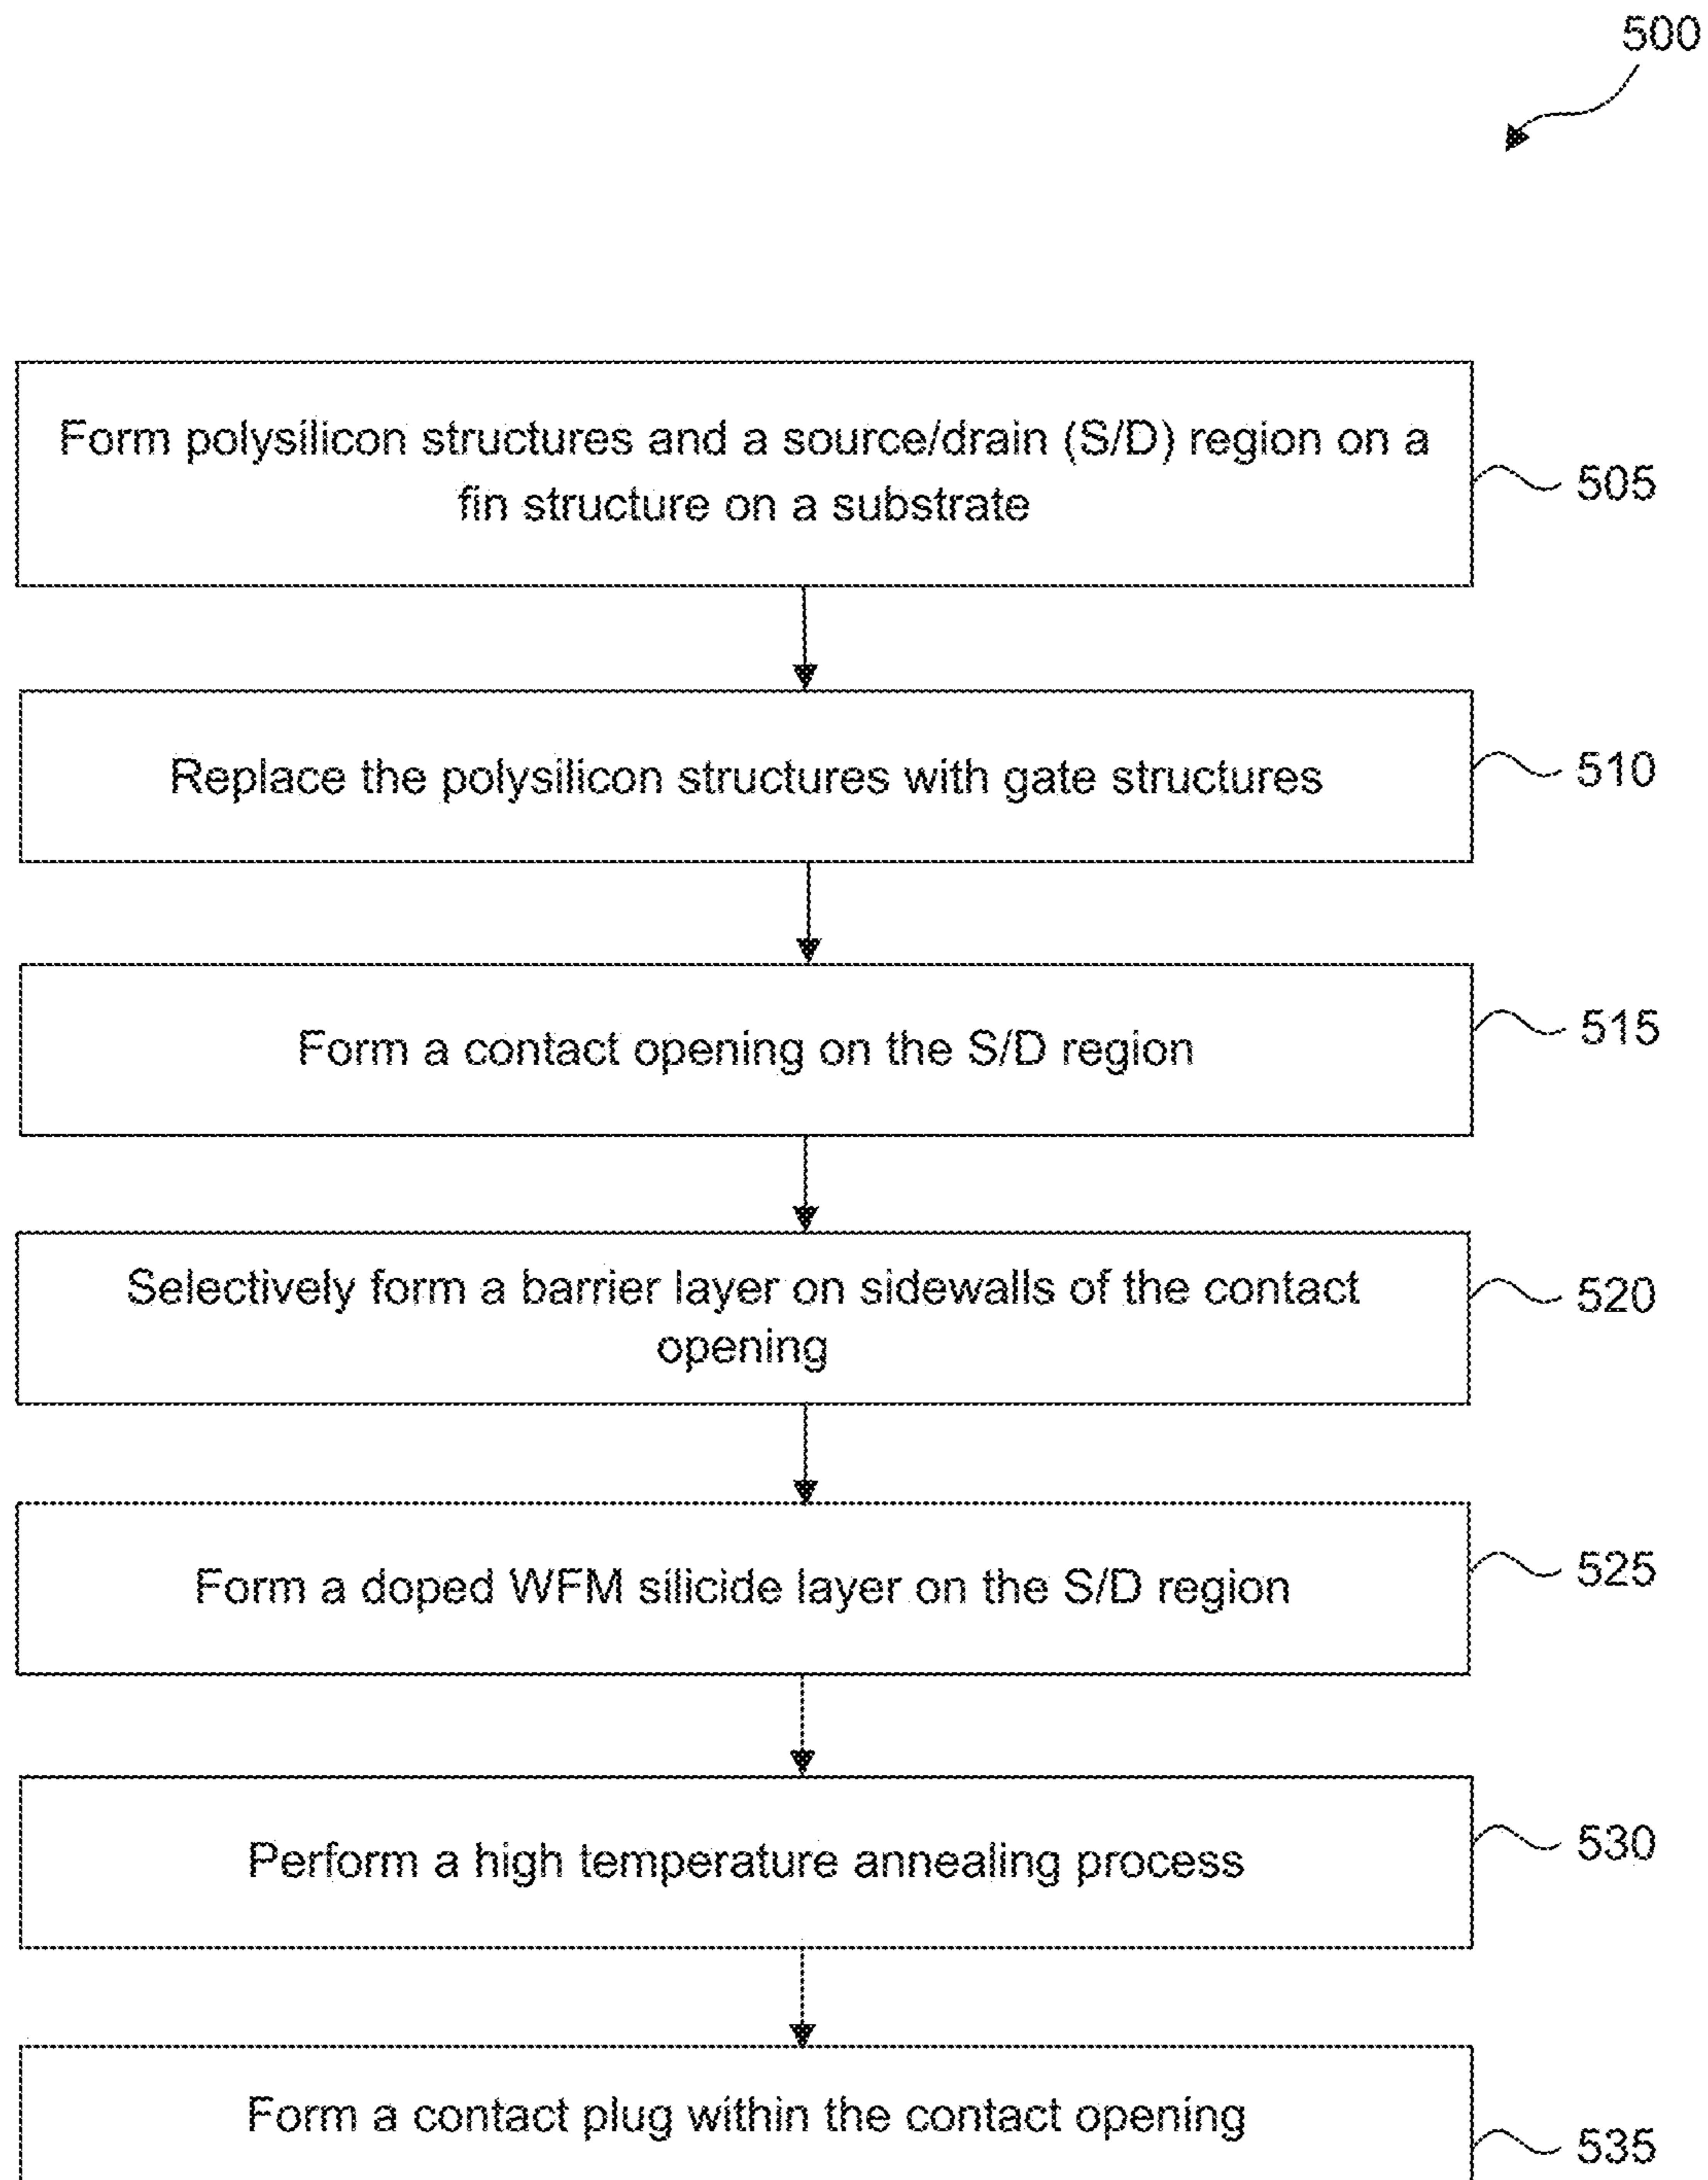 500
Form polysilicon structures and a source/drain (S/D) region on a
fin structure on a substrate
505
Replace the polysilicon structures with gate structures
510
Form a contact opening on the S/D region
515
Selectively form a barrier layer on sidewalls of the contact
opening
520
Form a doped WFM silicide layer on the S/D region
525
Perform a high temperature annealing process
530
Form a contact plug within the contact opening
535